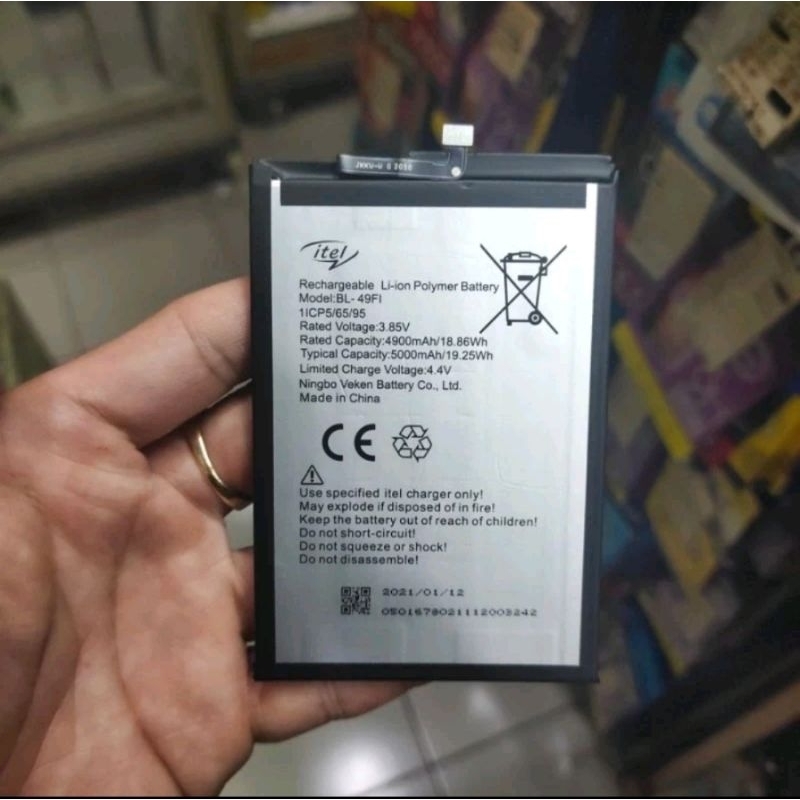 itel
Rechargeable Li-ion Polymer Battery
Model:BL- 49FI
1ICP5/65/95
Rated Voltage:3.85V
Rated Capacity:4900mAh/18.86Wh
Typical Capacity:5000mAh/19.25Wh
Limited Charge Voltage:4.4V
Ningbo Veken Battery Co., Ltd.
Made in China
CE
Use specified itel charger only!
May explode if disposed of in fire!
Keep the battery out of reach of children!
Do not short-circuit!
Do not squeeze or shock!
Do not disassemble!
2021/01/12
0501678021112003242